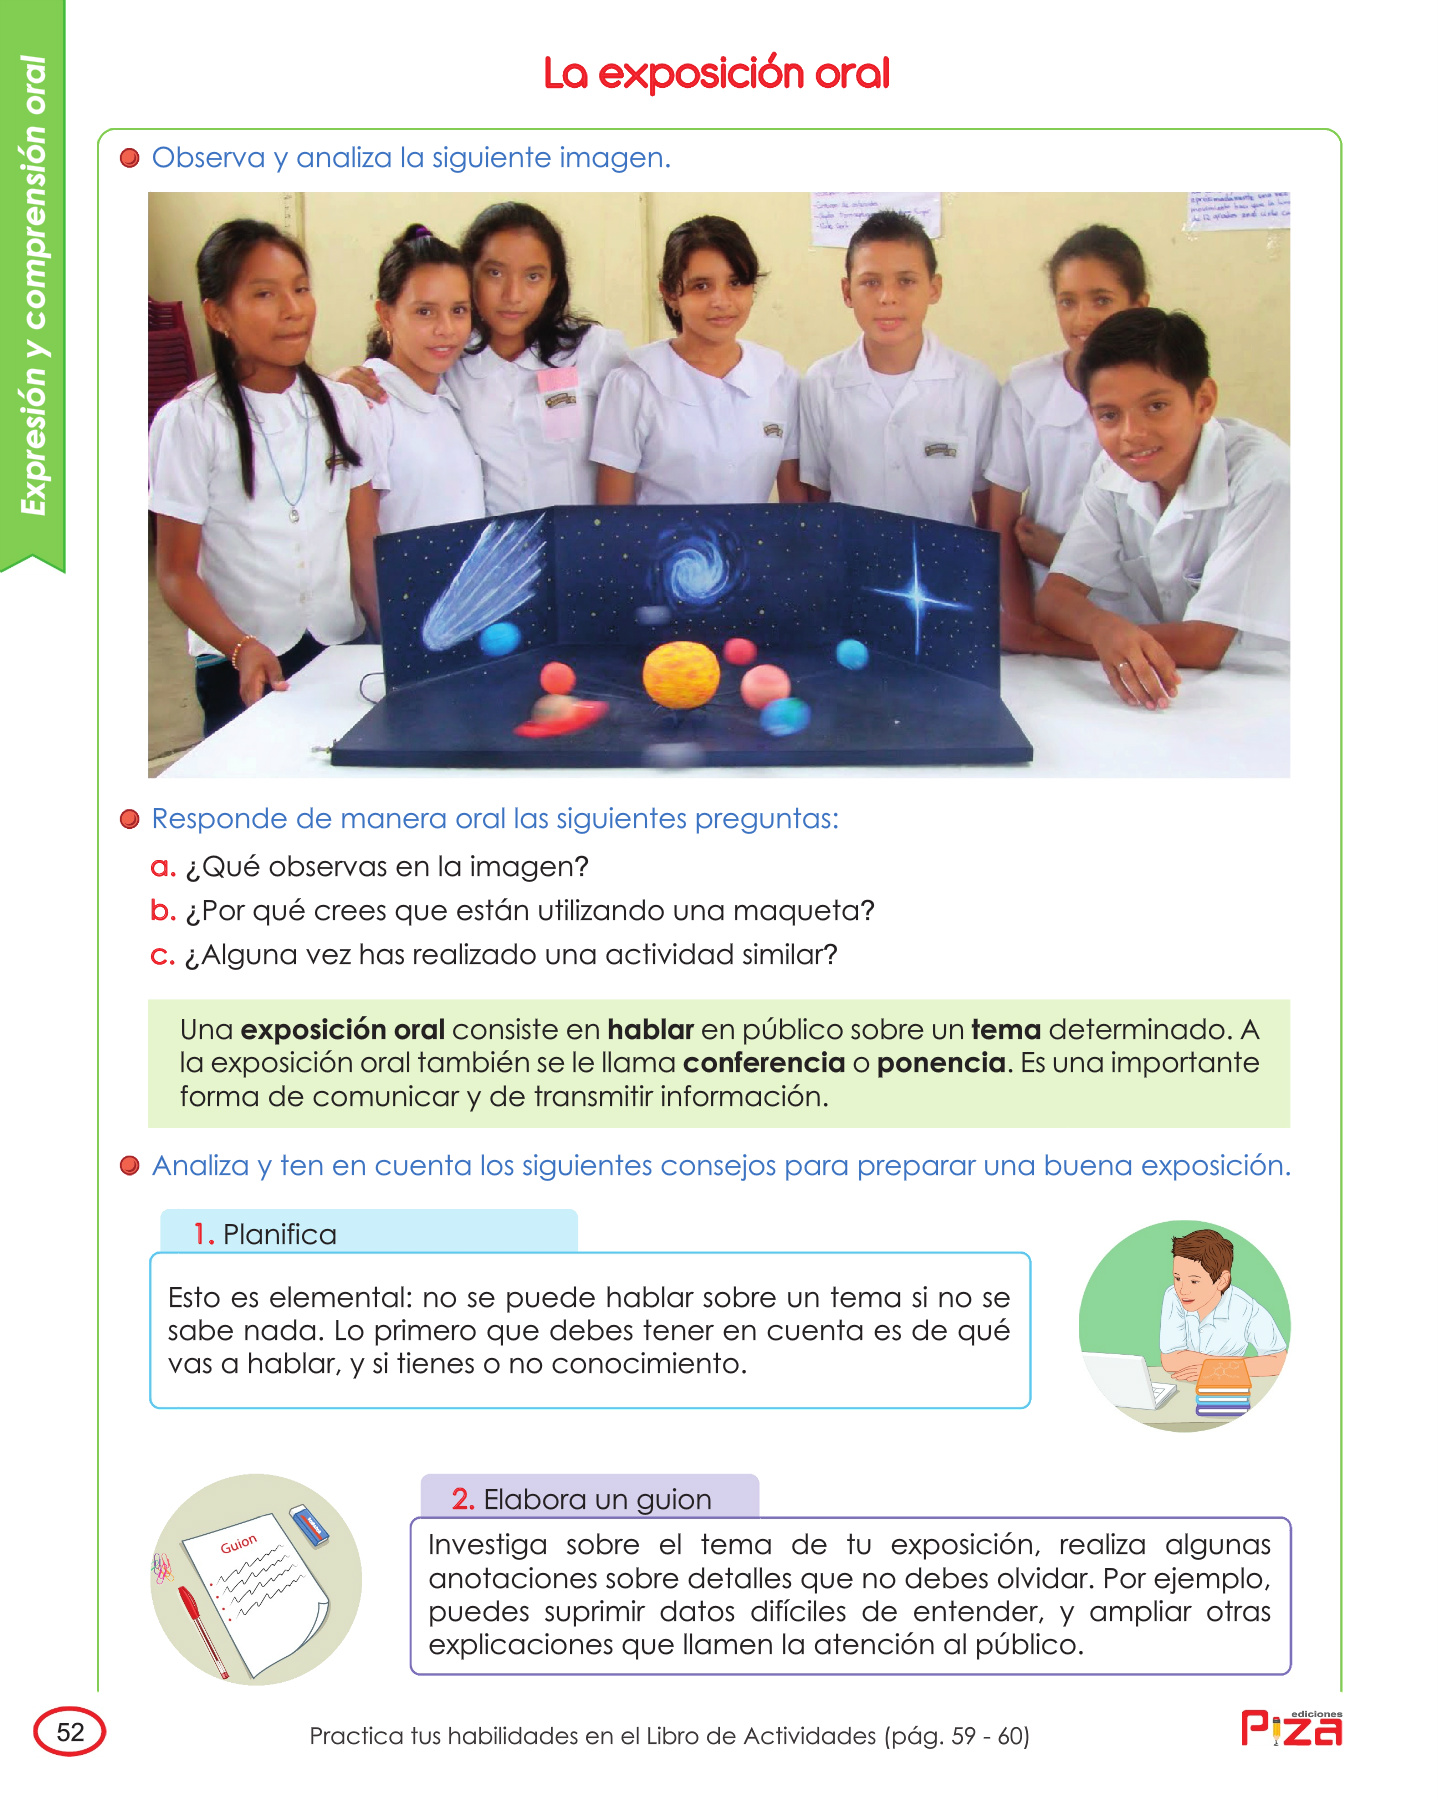 Expresión y comprensión oral
La exposición oral
Observa y analiza la siguiente imagen.
Responde de manera oral las siguientes preguntas:
a. ¿Qué observas en la imagen?
b. ¿Por qué crees que están utilizando una maqueta?
c. ¿Alguna vez has realizado una actividad similar?
Una exposición oral consiste en hablar en público sobre un tema determinado. A
la exposición oral también se le llama conferencia o ponencia. Es una importante
forma de comunicar y de transmitir información.
Analiza y ten en cuenta los siguientes consejos para preparar una buena exposición.
1. Planifica
Esto es elemental: no se puede hablar sobre un tema si no se
sabe nada. Lo primero que debes tener en cuenta es de qué
vas a hablar, y si tienes o no conocimiento.
Guion
2. Elabora un guion
Investiga sobre el tema de tu exposición, realiza algunas
anotaciones sobre detalles que no debes olvidar. Por ejemplo,
puedes suprimir datos difíciles de entender, y ampliar otras
explicaciones que llamen la atención al público.
52
Practica tus habilidades en el Libro de Actividades (pág. 59 - 60)
ediciones
Piza